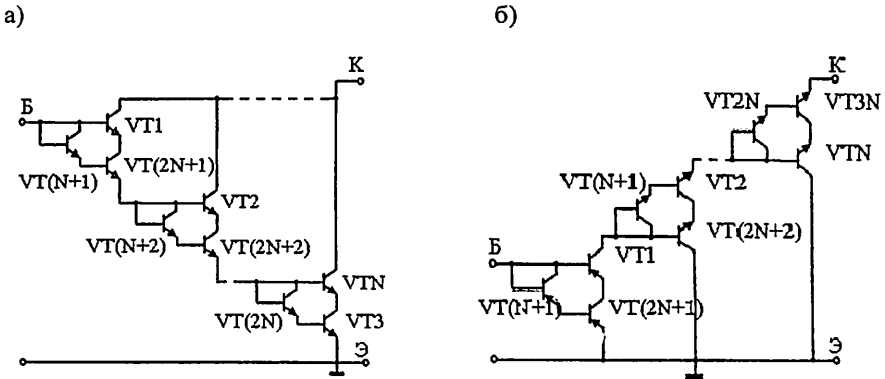 а)
К
Б
VT1
VT(2N+1)
VT(N+1)
VT2
VT(N+2)
VT(2N+2)
VTN
VT(2N)
VT3
Э
б)
К
VT2N
VT3N
VTN
VT(N+1)
VT2
VT(2N+2)
Б
VT1
VT(N+1)
VT(2N+1)
Э